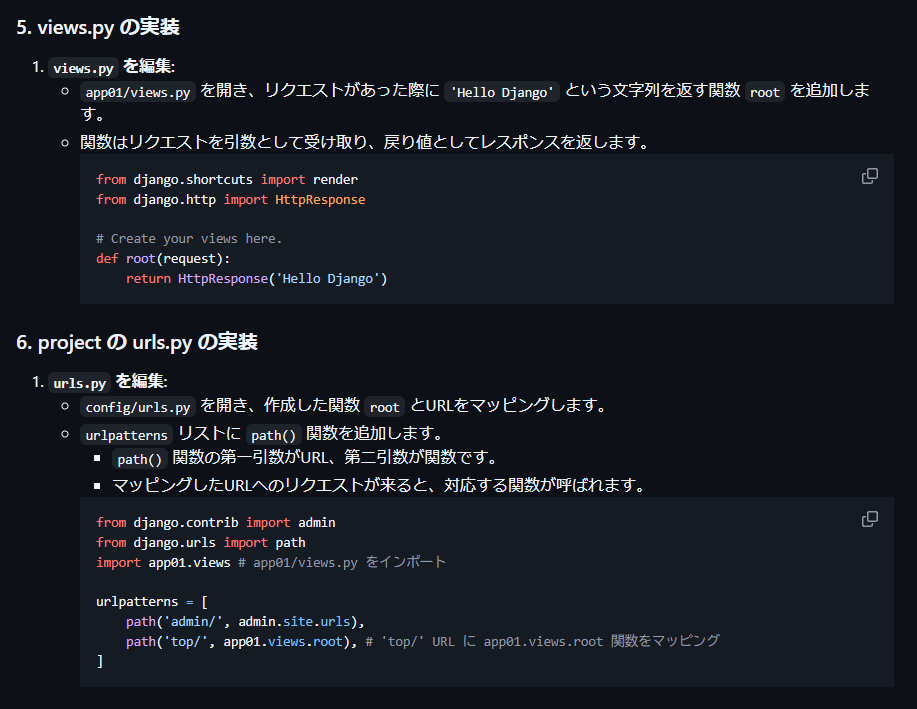 5. views.py の実装
1. views.py を編集:
app01/views.py を開き、リクエストがあった際に 'Hello Django' という文字列を返す関数 root を追加しま
す。
関数はリクエストを引数として受け取り、戻り値としてレスポンスを返します。
from django.shortcuts import render
from django.http import HttpResponse
# Create your views here.
def root(request):
    return HttpResponse('Hello Django')
6. project の urls.py の実装
1. urls.py を編集:
config/urls.py を開き、作成した関数 root とURLをマッピングします。
urlpatterns リストに path() 関数を追加します。
path() 関数の第一引数がURL、第二引数が関数です。
マッピングしたURLへのリクエストが来ると、対応する関数が呼ばれます。
from django.contrib import admin
from django.urls import path
import app01.views # app01/views.py をインポート
urlpatterns = [
    path('admin/', admin.site.urls),
    path('top/', app01.views.root), # 'top/' URL に app01.views.root 関数をマッピング
]